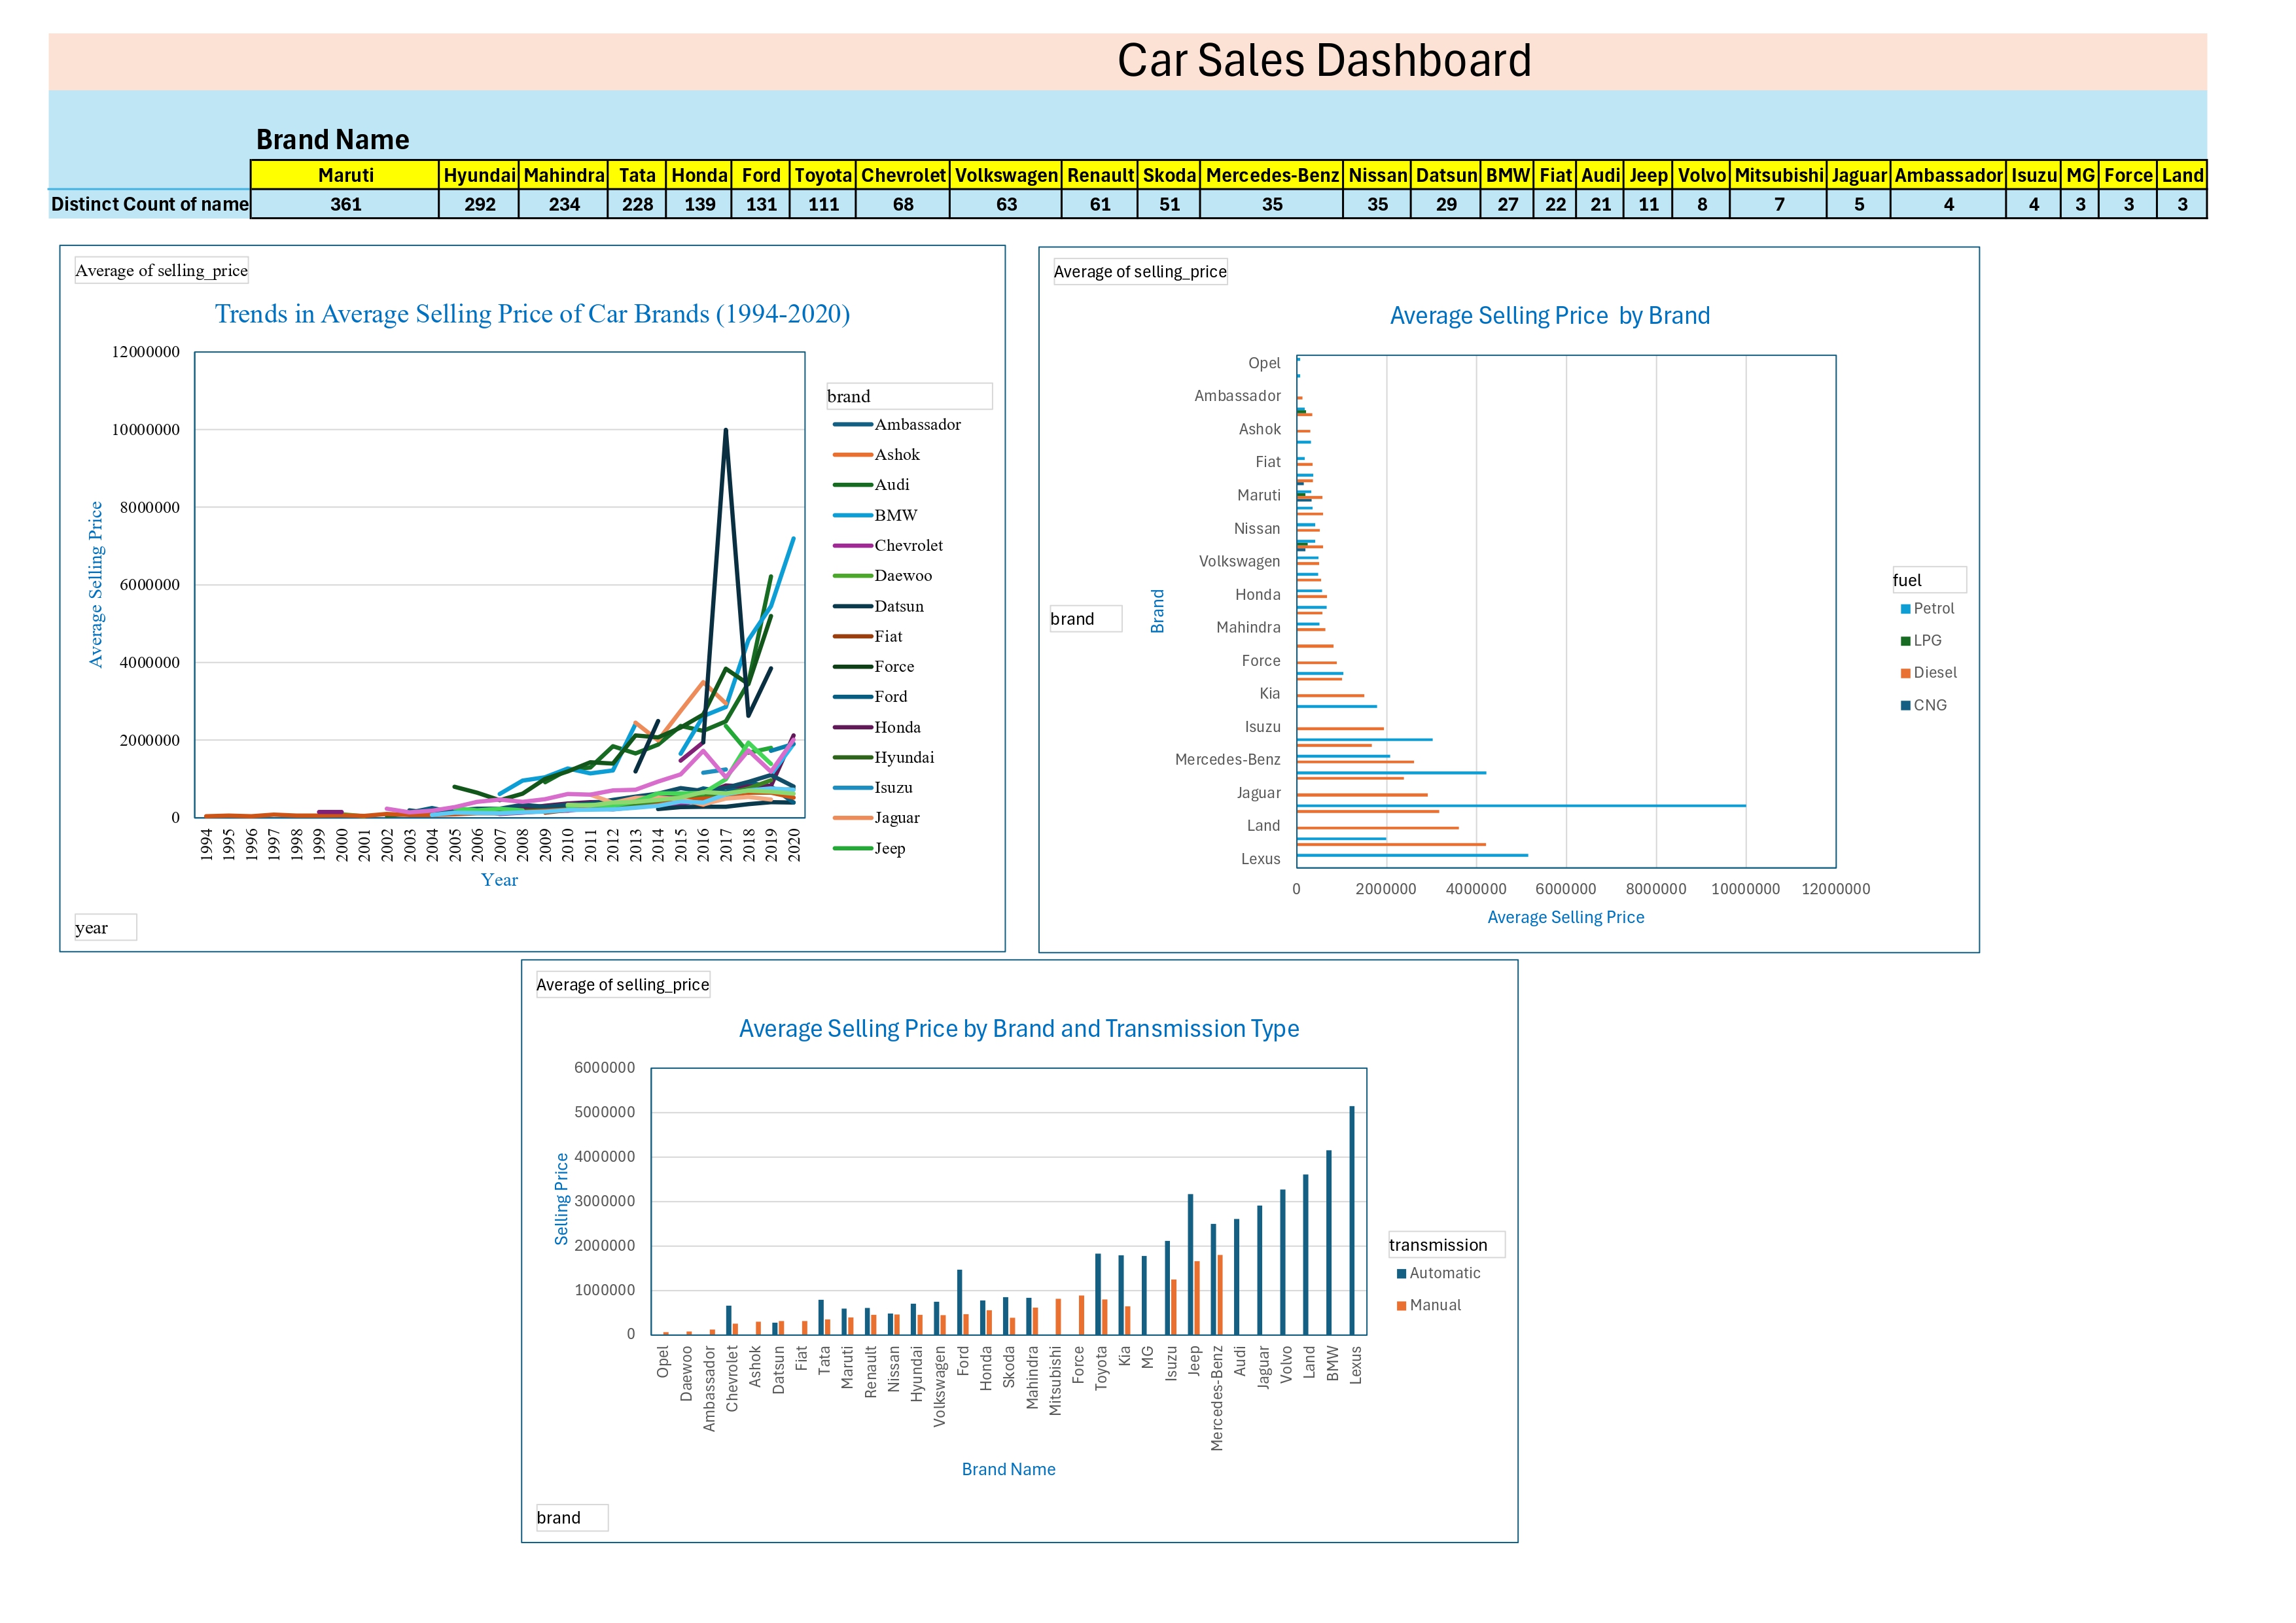 Car Sales Dashboard
Brand Name
Maruti Hyundai Mahindra Tata Honda Ford Toyota Chevrolet Volkswagen Renault Skoda Mercedes-Benz Nissan Datsun BMW Fiat Audi Jeep Volvo Mitsubishi Jaguar Ambassador Isuzu MG Force Land
Distinct Count of name 361 292 234 228 139 131 111 68 63 61 51 35 35 29 27 22 21 11 8 7 5 4 4 3 3 3
Average of selling_price
Trends in Average Selling Price of Car Brands (1994-2020)
12000000
10000000
8000000
6000000
4000000
2000000
0
Average Selling Price
1994 1995 1996 1997 1998 1999 2000 2001 2002 2003 2004 2005 2006 2007 2008 2009 2010 2011 2012 2013 2014 2015 2016 2017 2018 2019 2020
Year
brand
Ambassador
Ashok
Audi
BMW
Chevrolet
Daewoo
Datsun
Fiat
Force
Ford
Honda
Hyundai
Isuzu
Jaguar
Jeep
year
Average of selling_price
Average Selling Price by Brand
brand
Brand
Opel
Ambassador
Ashok
Fiat
Maruti
Nissan
Volkswagen
Honda
Mahindra
Force
Kia
Isuzu
Mercedes-Benz
Jaguar
Land
Lexus
0 2000000 4000000 6000000 8000000 10000000 12000000
Average Selling Price
fuel
Petrol
LPG
Diesel
CNG
Average of selling_price
Average Selling Price by Brand and Transmission Type
6000000
5000000
4000000
3000000
2000000
1000000
0
Selling Price
Opel Daewoo Ambassador Chevrolet Ashok Datsun Fiat Tata Maruti Renault Nissan Hyundai Volkswagen Ford Honda Skoda Mahindra Mitsubishi Force Toyota Kia MG Isuzu Jeep Mercedes-Benz Audi Jaguar Volvo Land BMW Lexus
Brand Name
transmission
Automatic
Manual
brand